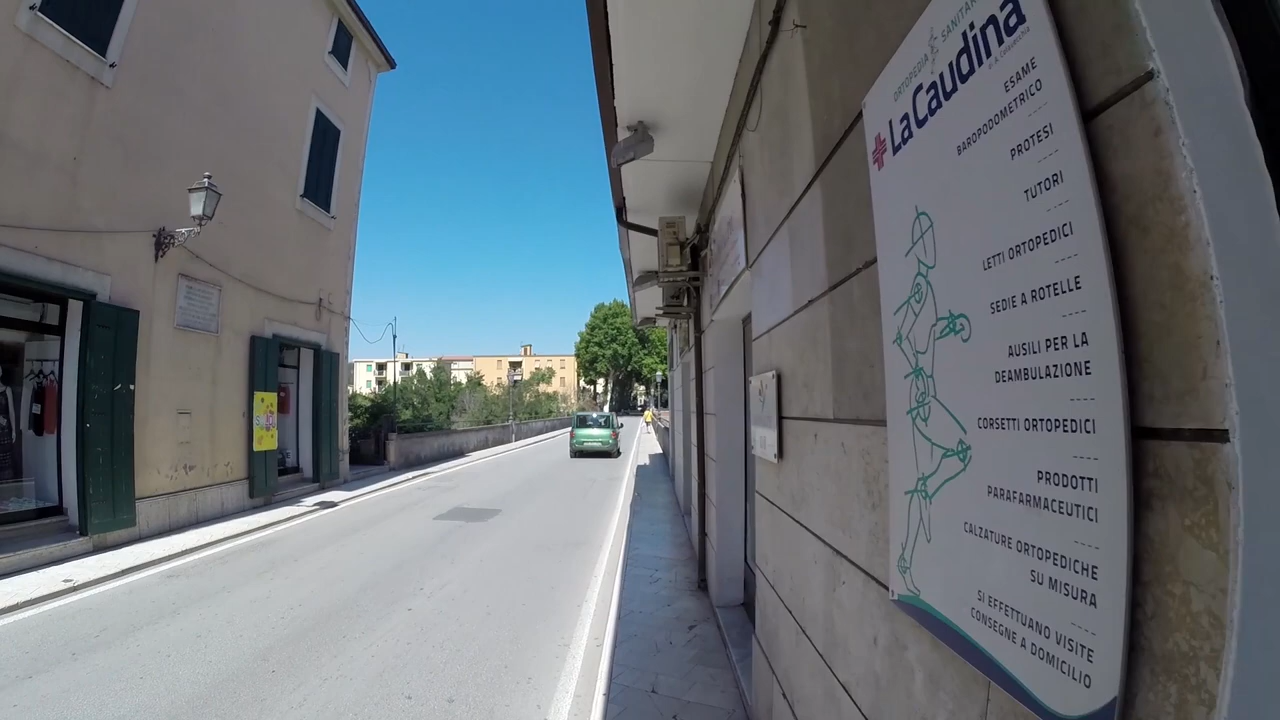 ORTOPEDIA SANITARIA
La Caudina
ESAME
BAROPODOMETRICO
PROTESI
TUTORI
LETTI ORTOPEDICI
SEDIE A ROTELLE
AUSILI PER LA
DEAMBULAZIONE
CORSETTI ORTOPEDICI
PRODOTTI
PARAFARMACEUTICI
CALZATURE ORTOPEDICHE
SU MISURA
SI EFFETTUANO VISITE
CONSEGNE A DOMICILIO